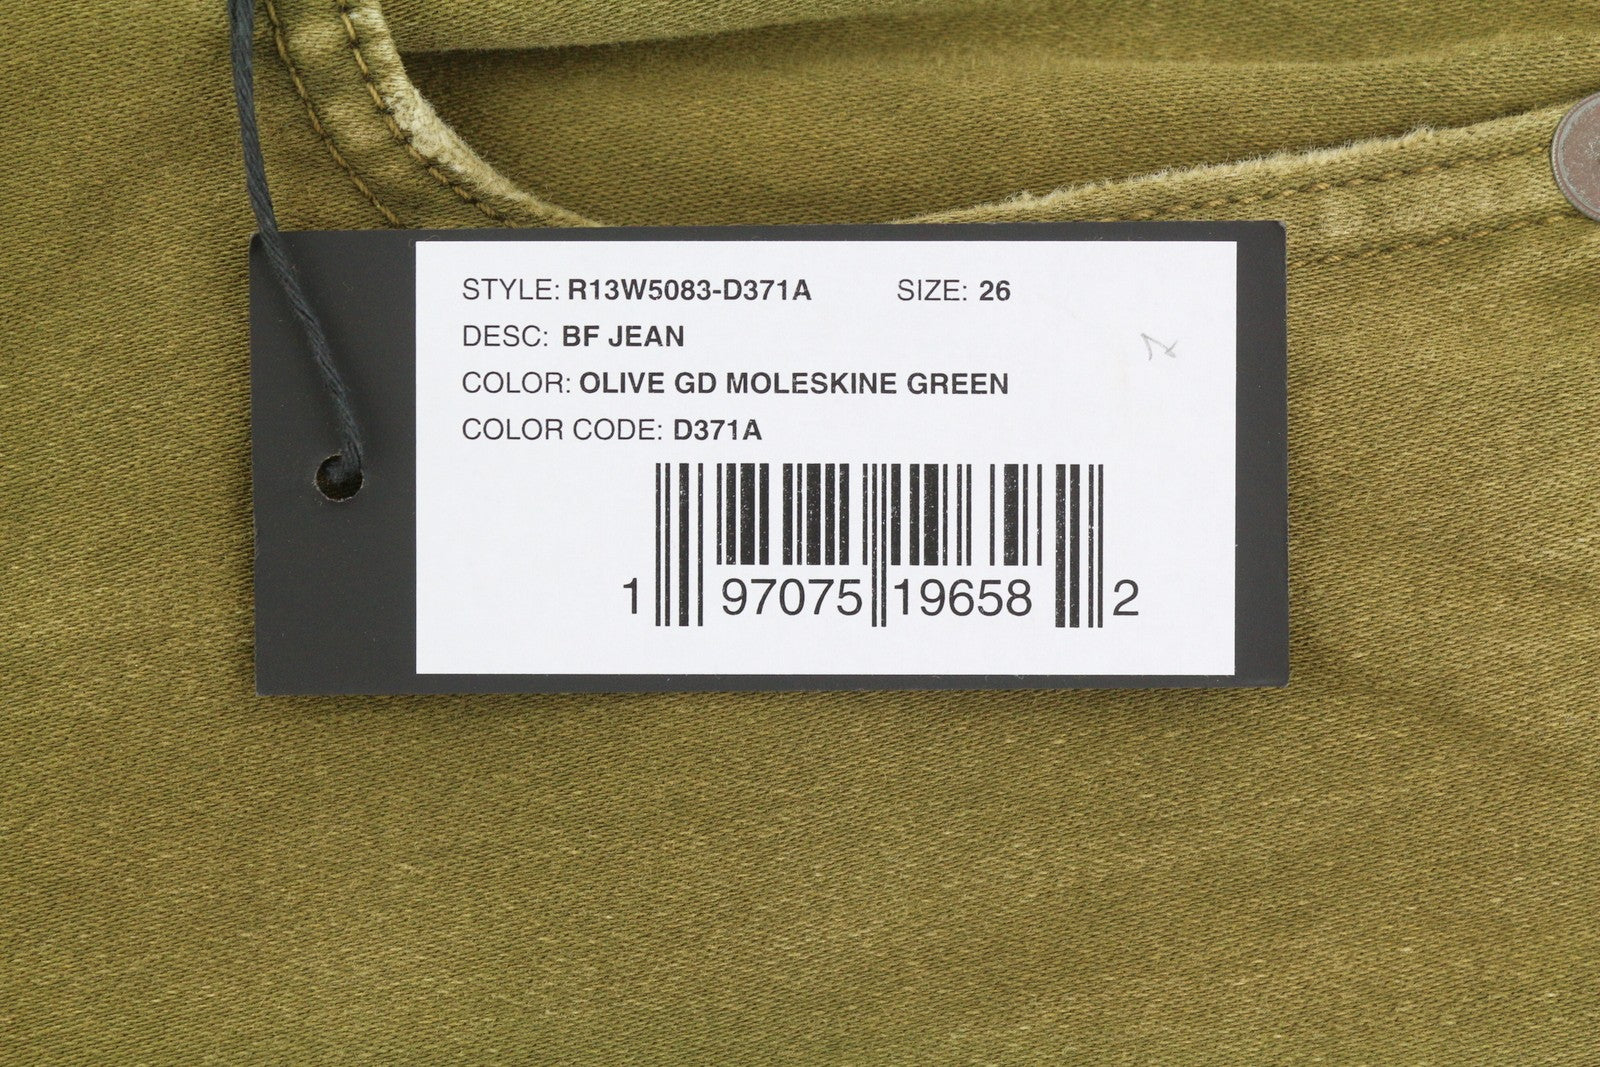 STYLE: R13W5083-D371A SIZE: 26
DESC: BF JEAN
COLOR: OLIVE GD MOLESKINE GREEN
COLOR CODE: D371A
1 97075 19658 2